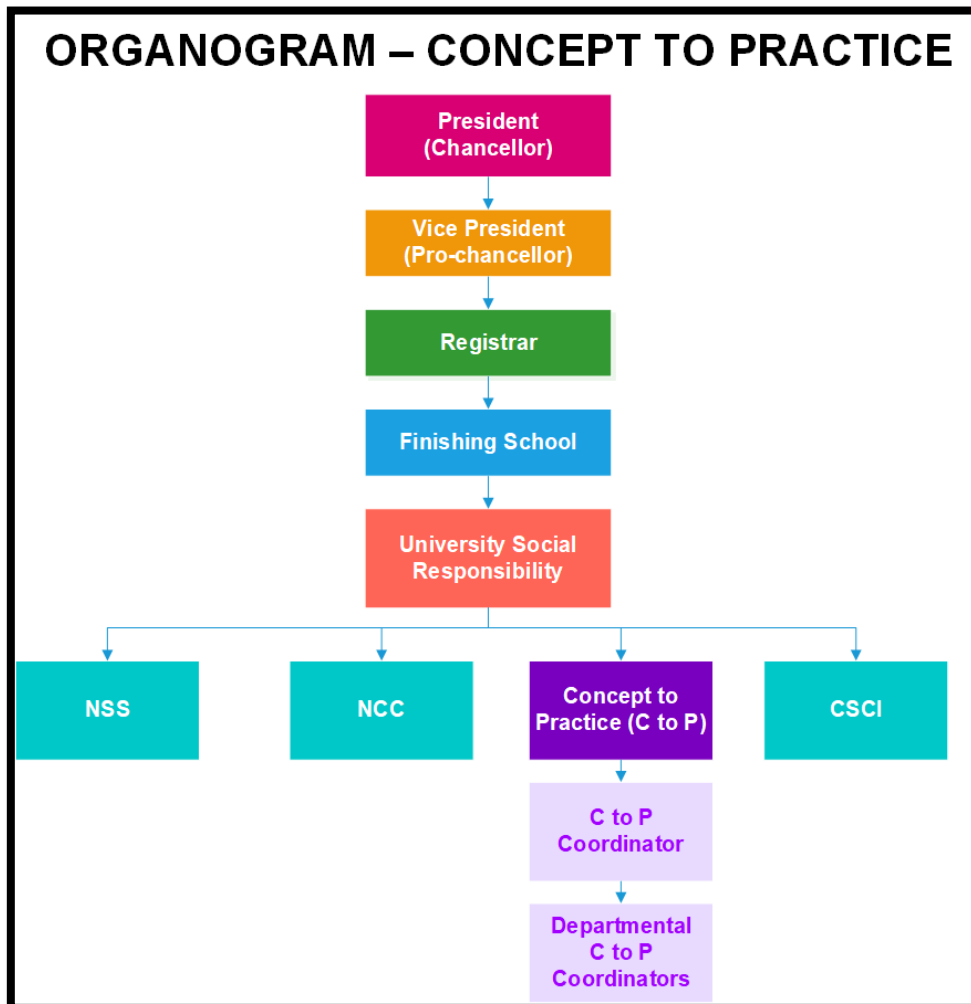 ORGANOGRAM – CONCEPT TO PRACTICE
President
(Chancellor)
Vice President
(Pro-chancellor)
Registrar
Finishing School
University Social
Responsibility
NSS
NCC
Concept to
Practice (C to P)
CSCI
C to P
Coordinator
Departmental
C to P
Coordinators